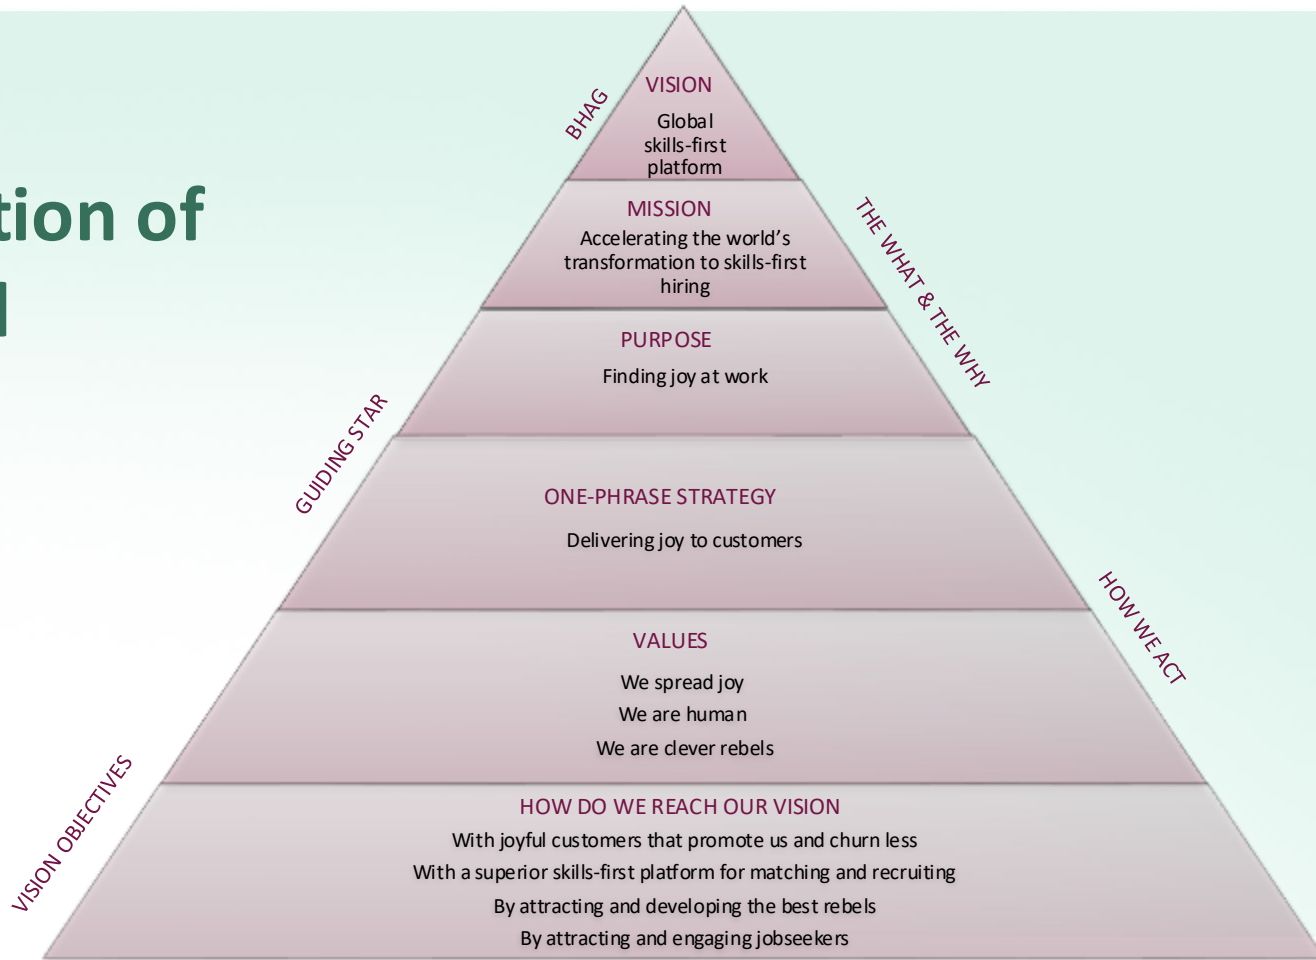 tion of
BHAG
VISION
Global
skills-first
platform
MISSION
Accelerating the world’s
transformation to skills-first
hiring
THE WHAT & THE WHY
PURPOSE
Finding joy at work
GUIDING STAR
ONE-PHRASE STRATEGY
Delivering joy to customers
HOW WE ACT
VALUES
We spread joy
We are human
We are clever rebels
VISION OBJECTIVES
HOW DO WE REACH OUR VISION
With joyful customers that promote us and churn less
With a superior skills-first platform for matching and recruiting
By attracting and developing the best rebels
By attracting and engaging jobseekers